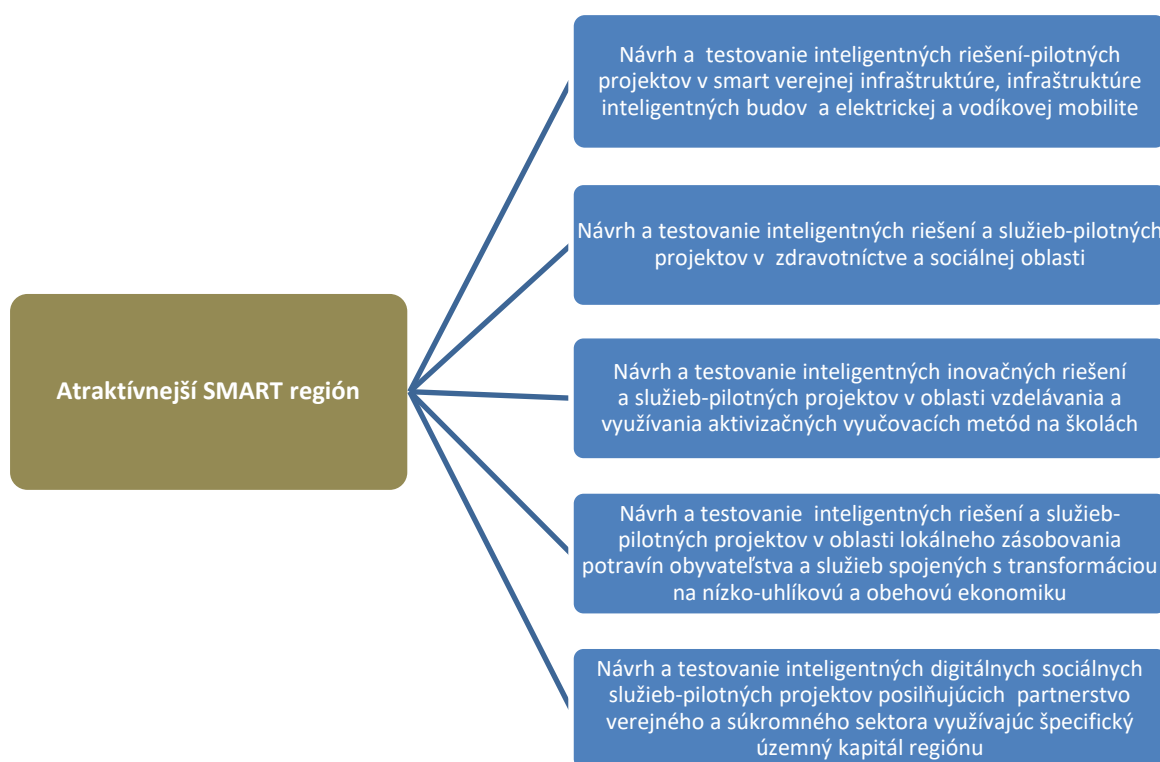 Atraktívnejší SMART región
Návrh a testovanie inteligentných riešení-pilotných
projektov v smart verejnej infraštruktúre, infraštruktúre
inteligentných budov a elektrickej a vodíkovej mobilite
Návrh a testovanie inteligentných riešení a služieb-pilotných
projektov v zdravotníctve a sociálnej oblasti
Návrh a testovanie inteligentných inovačných riešení
a služieb-pilotných projektov v oblasti vzdelávania a
využívania aktivizačných vyučovacích metód na školách
Návrh a testovanie inteligentných riešení a služieb-
pilotných projektov v oblasti lokálneho zásobovania
potravín obyvateľstva a služieb spojených s transformáciou
na nízko-uhlíkovú a obehovú ekonomiku
Návrh a testovanie inteligentných digitálnych sociálnych
služieb-pilotných projektov posilňujúcich partnerstvo
verejného a súkromného sektora využívajúc špecifický
územný kapitál regiónu